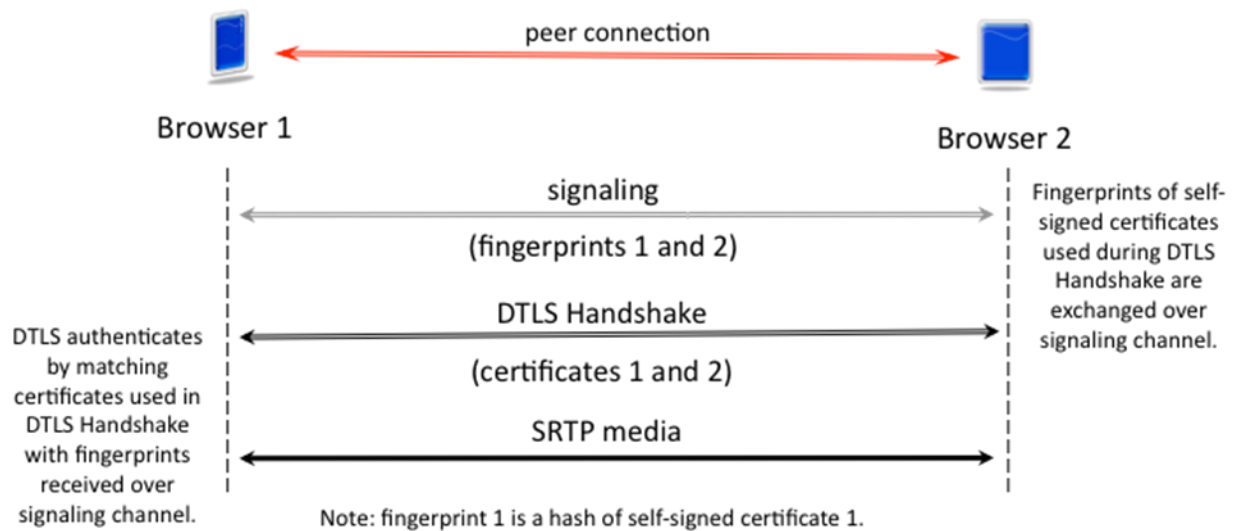 peer connection
Browser 1
Browser 2
signaling
(fingerprints 1 and 2)
Fingerprints of self-
signed certificates
used during DTLS
Handshake are
exchanged over
signaling channel.
DTLS Handshake
(certificates 1 and 2)
DTLS authenticates
by matching
certificates used in
DTLS Handshake
with fingerprints
received over
signaling channel.
SRTP media
Note: fingerprint 1 is a hash of self-signed certificate 1.